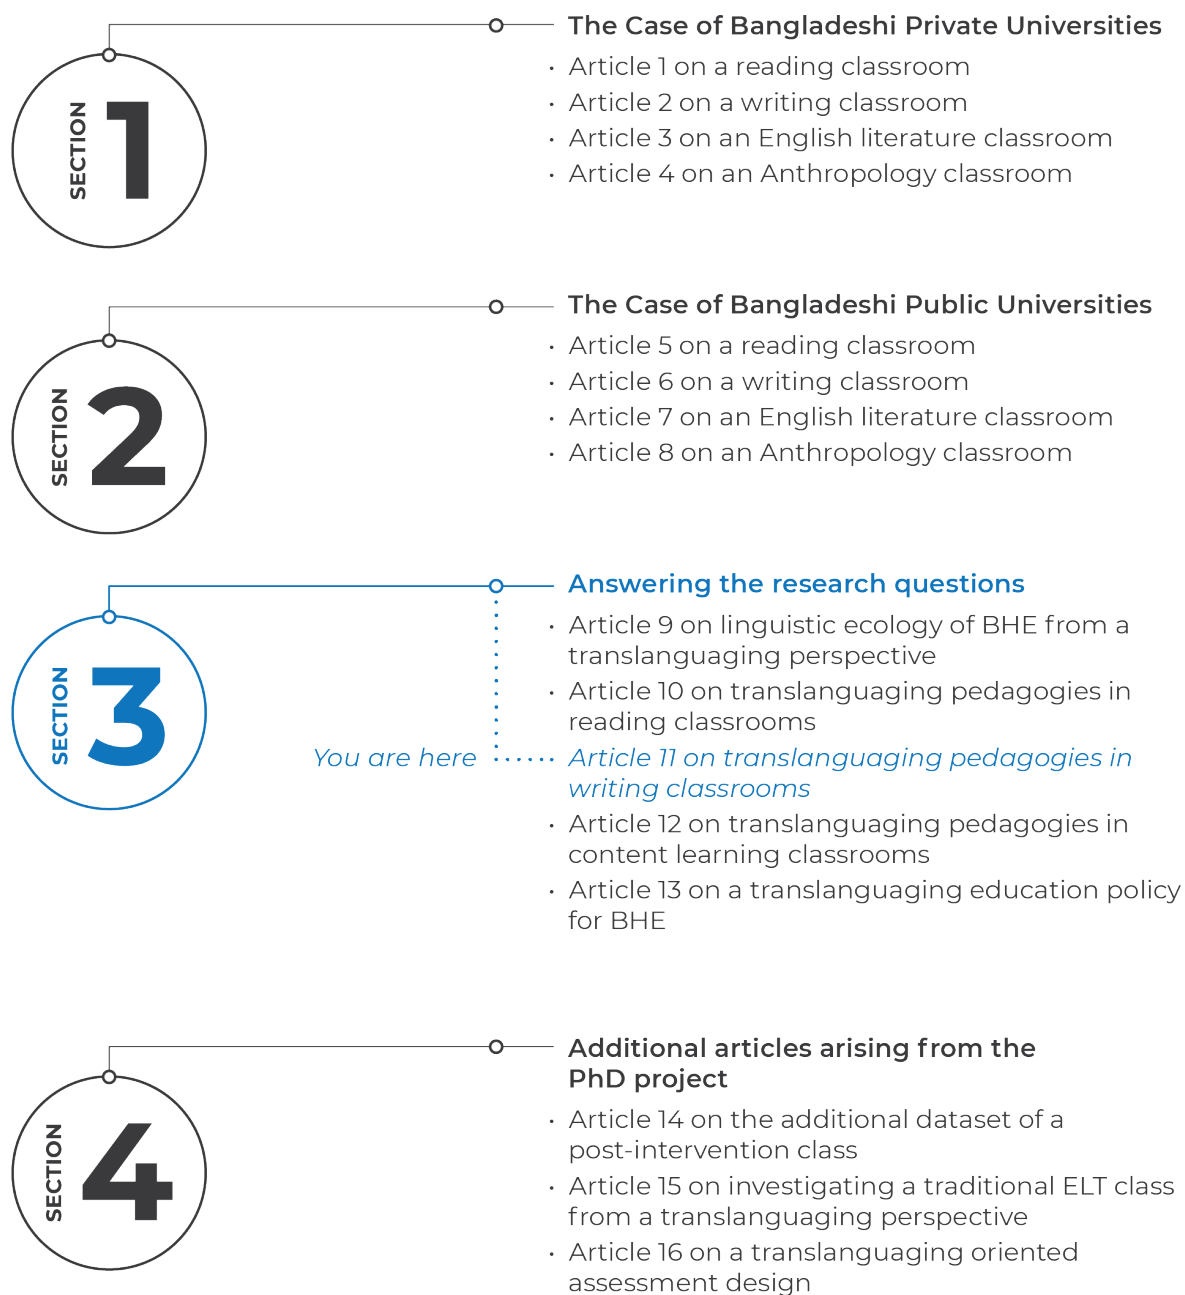 SECTION 1
The Case of Bangladeshi Private Universities
· Article 1 on a reading classroom
· Article 2 on a writing classroom
· Article 3 on an English literature classroom
· Article 4 on an Anthropology classroom
SECTION 2
The Case of Bangladeshi Public Universities
· Article 5 on a reading classroom
· Article 6 on a writing classroom
· Article 7 on an English literature classroom
· Article 8 on an Anthropology classroom
SECTION 3
Answering the research questions
· Article 9 on linguistic ecology of BHE from a
translanguaging perspective
· Article 10 on translanguaging pedagogies in
reading classrooms
You are here
Article 11 on translanguaging pedagogies in
writing classrooms
· Article 12 on translanguaging pedagogies in
content learning classrooms
· Article 13 on a translanguaging education policy
for BHE
SECTION 4
Additional articles arising from the
PhD project
· Article 14 on the additional dataset of a
post-intervention class
· Article 15 on investigating a traditional ELT class
from a translanguaging perspective
· Article 16 on a translanguaging oriented
assessment design